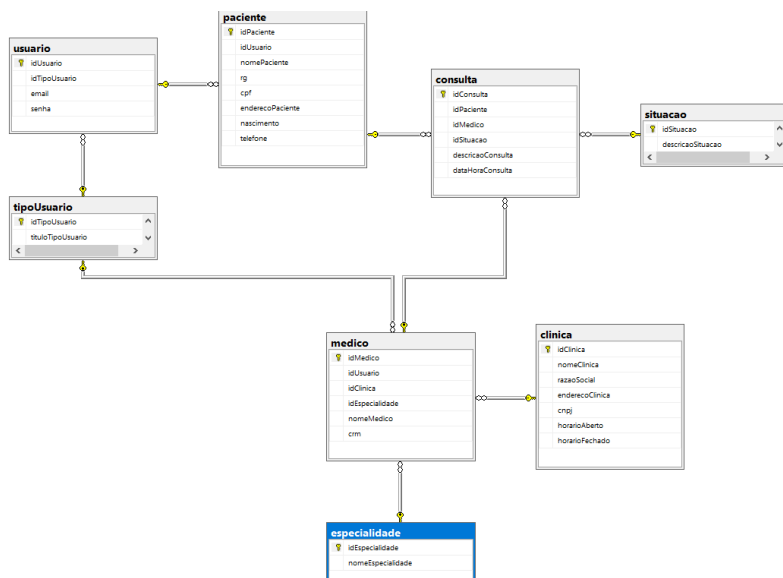 paciente
idPaciente
idUsuario
nomePaciente
rg
cpf
enderecoPaciente
nascimento
telefone
usuario
idUsuario
idTipoUsuario
email
senha
consulta
idConsulta
idPaciente
idMedico
idSituacao
descricaoConsulta
dataHoraConsulta
situacao
idSituacao
descricaoSituacao
tipoUsuario
idTipoUsuario
tituloTipoUsuario
medico
idMedico
idUsuario
idClinica
idEspecialidade
nomeMedico
crm
clinica
idClinica
nomeClinica
razaoSocial
enderecoClinica
cnpj
horarioAberto
horarioFechado
especialidade
idEspecialidade
nomeEspecialidade